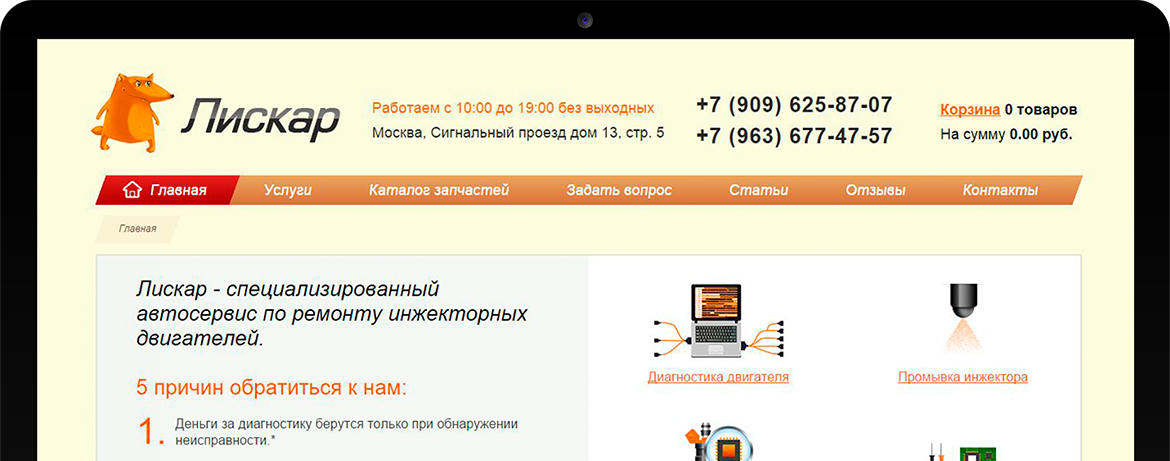 Лискар
Работаем с 10:00 до 19:00 без выходных
Москва, Сигнальный проезд дом 13, стр. 5
+7 (909) 625-87-07
+7 (963) 677-47-57
Корзина 0 товаров
На сумму 0.00 руб.
Главная Услуги Каталог запчастей Задать вопрос Статьи Отзывы Контакты
Главная
Лискар - специализированный
автосервис по ремонту инжекторных
двигателей.
5 причин обратиться к нам:
1. Деньги за диагностику берутся только при обнаружении
неисправности.*
Диагностика двигателя
Промывка инжектора